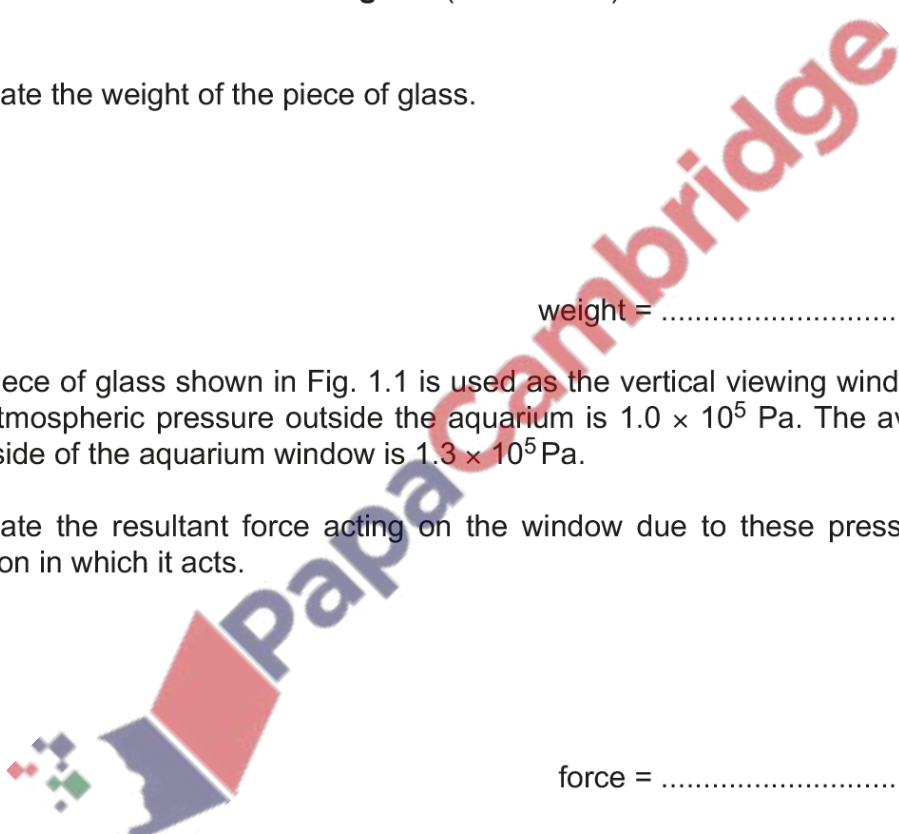 ate the weight of the piece of glass.
weight = ............................
ece of glass shown in Fig. 1.1 is used as the vertical viewing wind
tmospheric pressure outside the aquarium is 1.0 × 10⁵ Pa. The av
side of the aquarium window is 1.3 × 10⁵ Pa.
ate the resultant force acting on the window due to these press
on in which it acts.
force = ............................
PapaCambridge